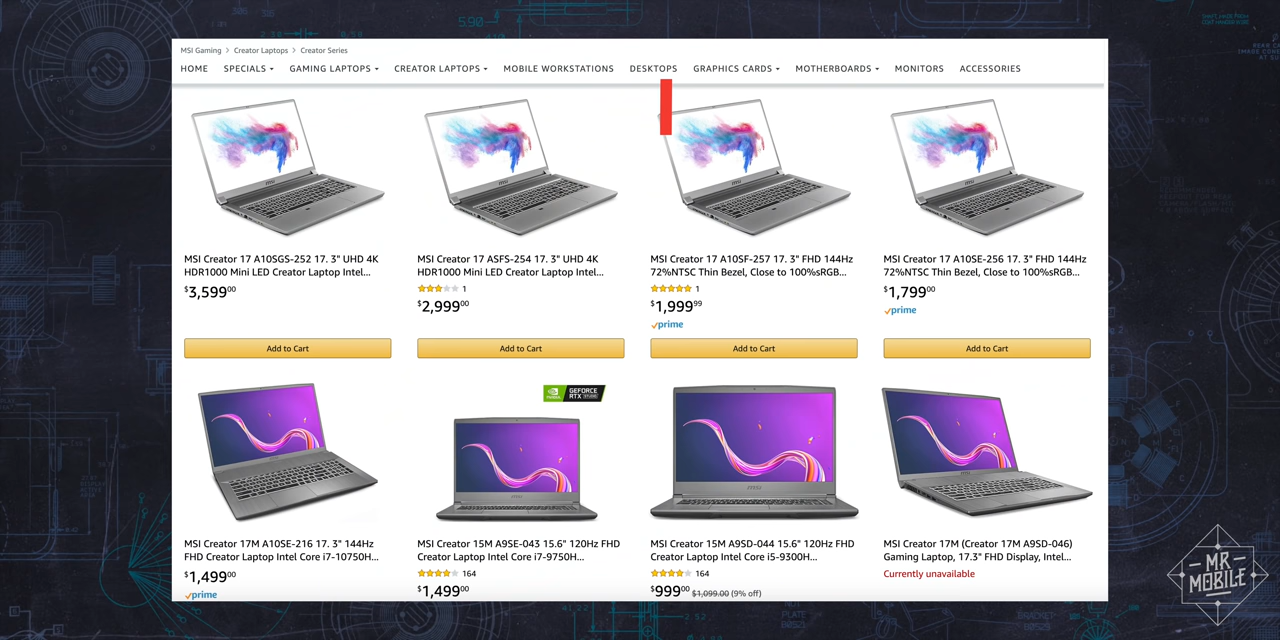 MSI Gaming > Creator Laptops > Creator Series
HOME SPECIALS GAMING LAPTOPS CREATOR LAPTOPS MOBILE WORKSTATIONS DESKTOPS GRAPHICS CARDS MOTHERBOARDS MONITORS ACCESSORIES
MSI Creator 17 A10SGS-252 17. 3" UHD 4K
HDR1000 Mini LED Creator Laptop Intel...
$3,599.00
Add to Cart
MSI Creator 17 ASFS-254 17. 3" UHD 4K
HDR1000 Mini LED Creator Laptop Intel...
1
$2,999.00
Add to Cart
MSI Creator 17 A10SF-257 17. 3" FHD 144Hz
72%NTSC Thin Bezel, Close to 100%sRGB...
1
$1,999.99
prime
Add to Cart
MSI Creator 17 A10SE-256 17. 3" FHD 144Hz
72%NTSC Thin Bezel, Close to 100%sRGB...
$1,799.00
prime
Add to Cart
MSI Creator 17M A10SE-216 17. 3" 144Hz
FHD Creator Laptop Intel Core i7-10750H...
$1,499.00
prime
NVIDIA GEFORCE
RTX STUDIO
MSI Creator 15M A9SE-043 15.6" 120Hz FHD
Creator Laptop Intel Core i7-9750H...
164
$1,499.00
MSI Creator 15M A9SD-044 15.6" 120Hz FHD
Creator Laptop Intel Core i5-9300H...
164
$999.00 $1,099.00 (9% off)
MSI Creator 17M (Creator 17M A9SD-046)
Gaming Laptop, 17.3" FHD Display, Intel...
Currently unavailable
MR
MOBILE
5.90